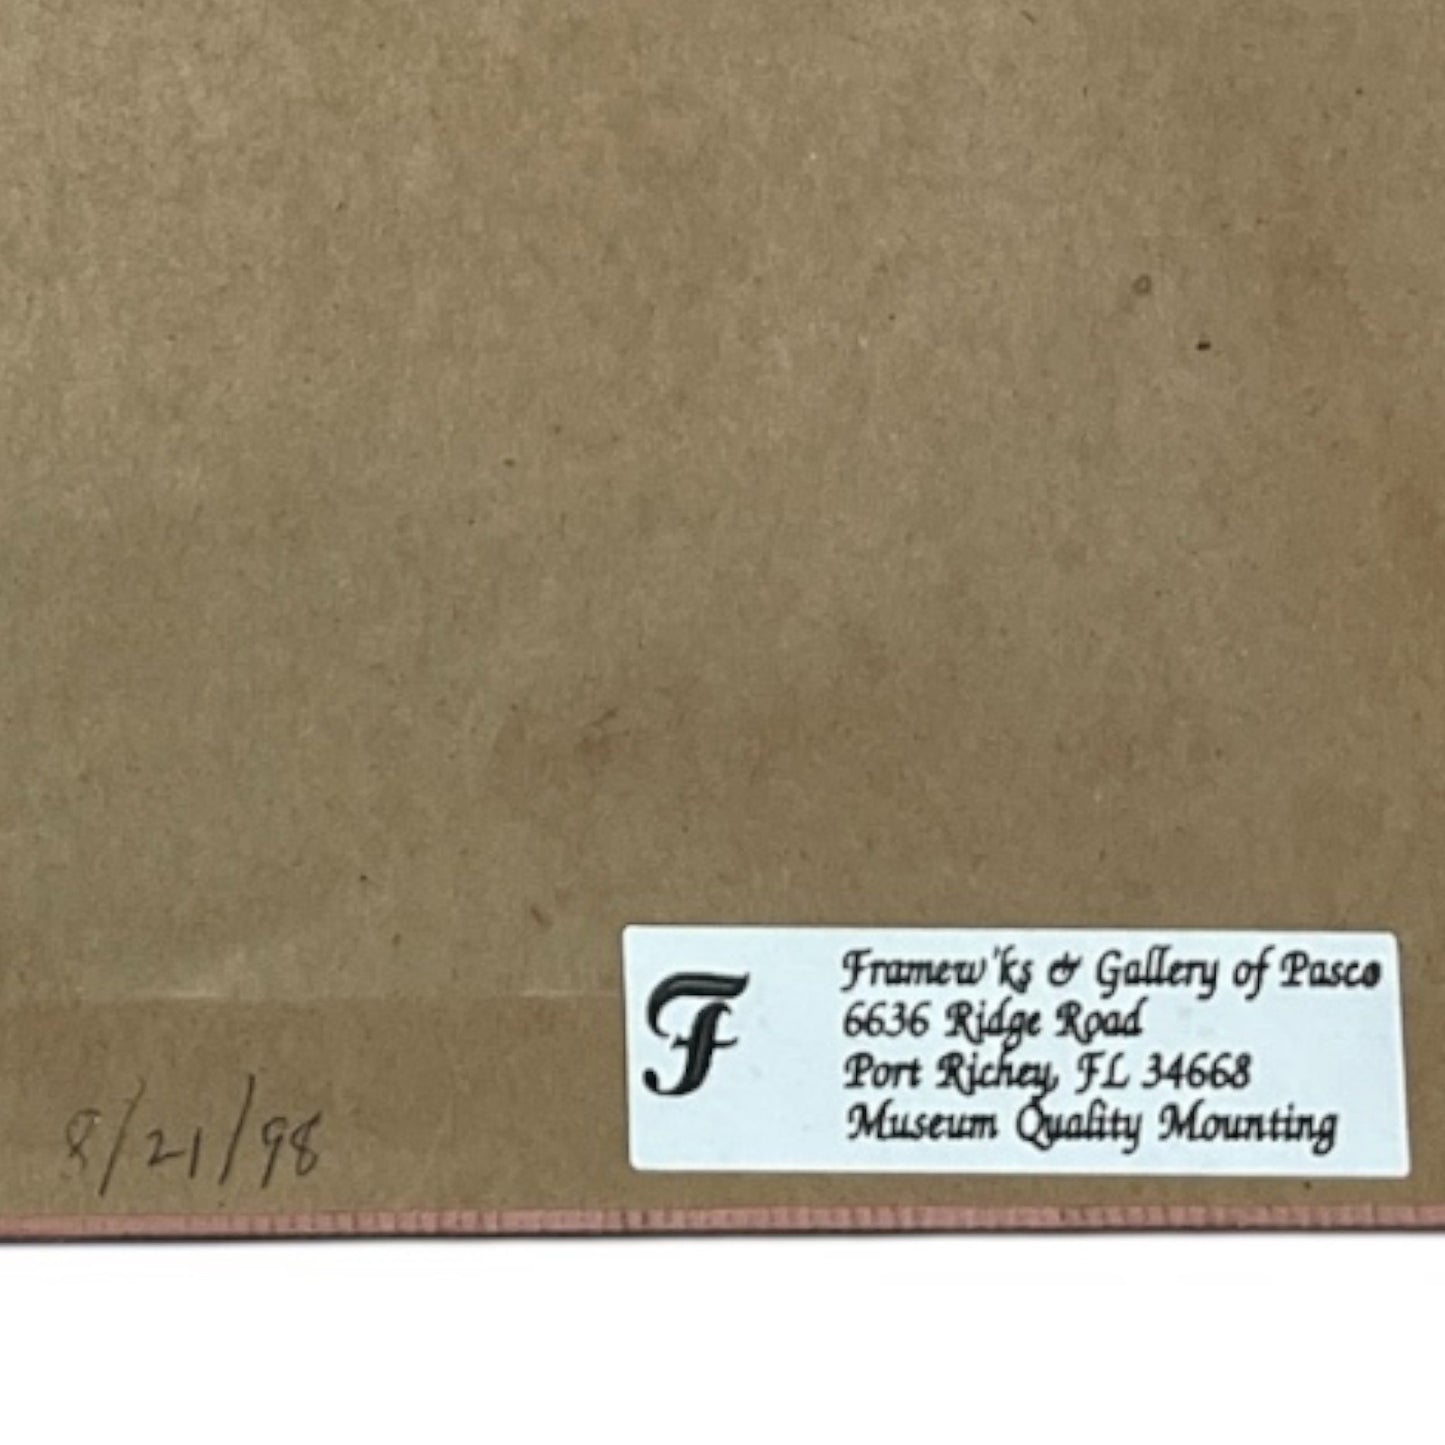 Framew'ks & Gallery of Pasco
6636 Ridge Road
Port Richey, FL 34668
Museum Quality Mounting
F
8/21/98